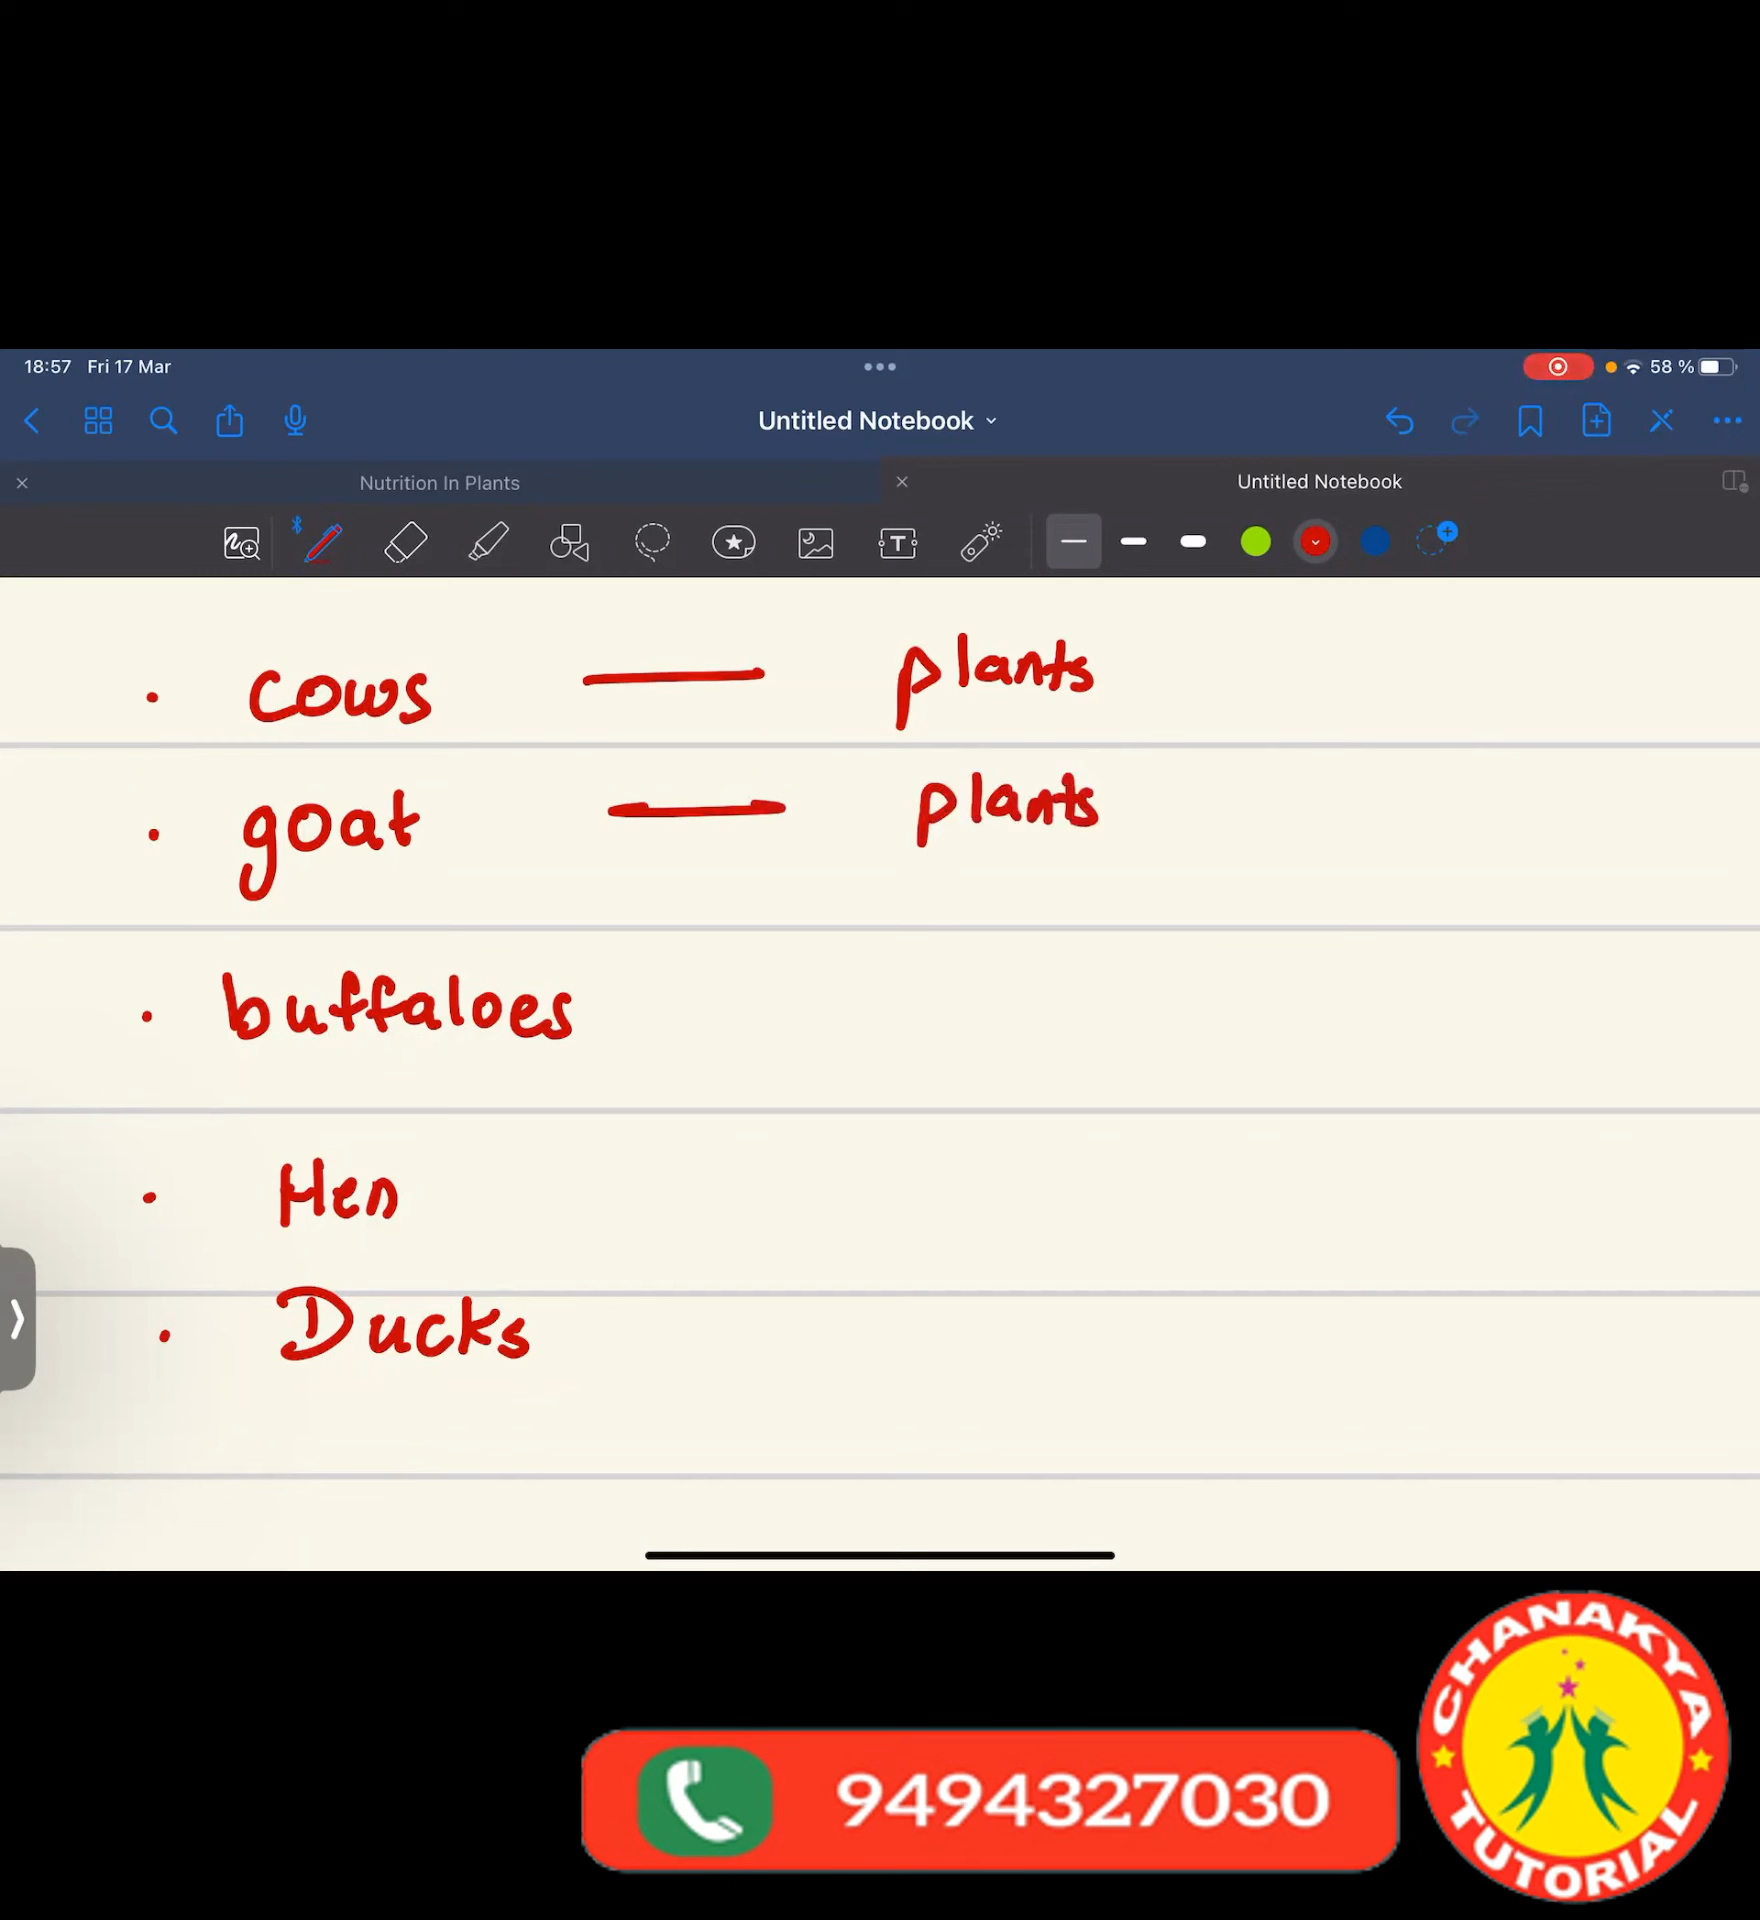 18:57 Fri 17 Mar
58 %
Untitled Notebook
Nutrition In Plants
Untitled Notebook
T
• cows — plants
• goat — plants
• buffaloes
• Hen
• Ducks
9494327030
CHANAKYA
TUTORIAL